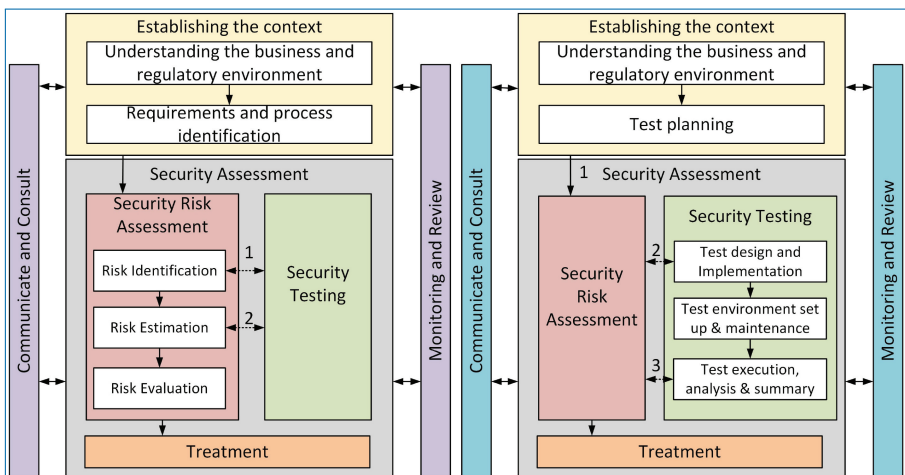 Establishing the context
Understanding the business and
regulatory environment
Requirements and process
identification
Communicate and Consult
Monitoring and Review
Security Assessment
Security Risk
Assessment
Risk Identification
Risk Estimation
Risk Evaluation
1
2
Security
Testing
Treatment
Establishing the context
Understanding the business and
regulatory environment
Test planning
Communicate and Consult
Monitoring and Review
1
Security Assessment
Security
Risk
Assessment
2
3
Security Testing
Test design and
Implementation
Test environment set
up & maintenance
Test execution,
analysis & summary
Treatment